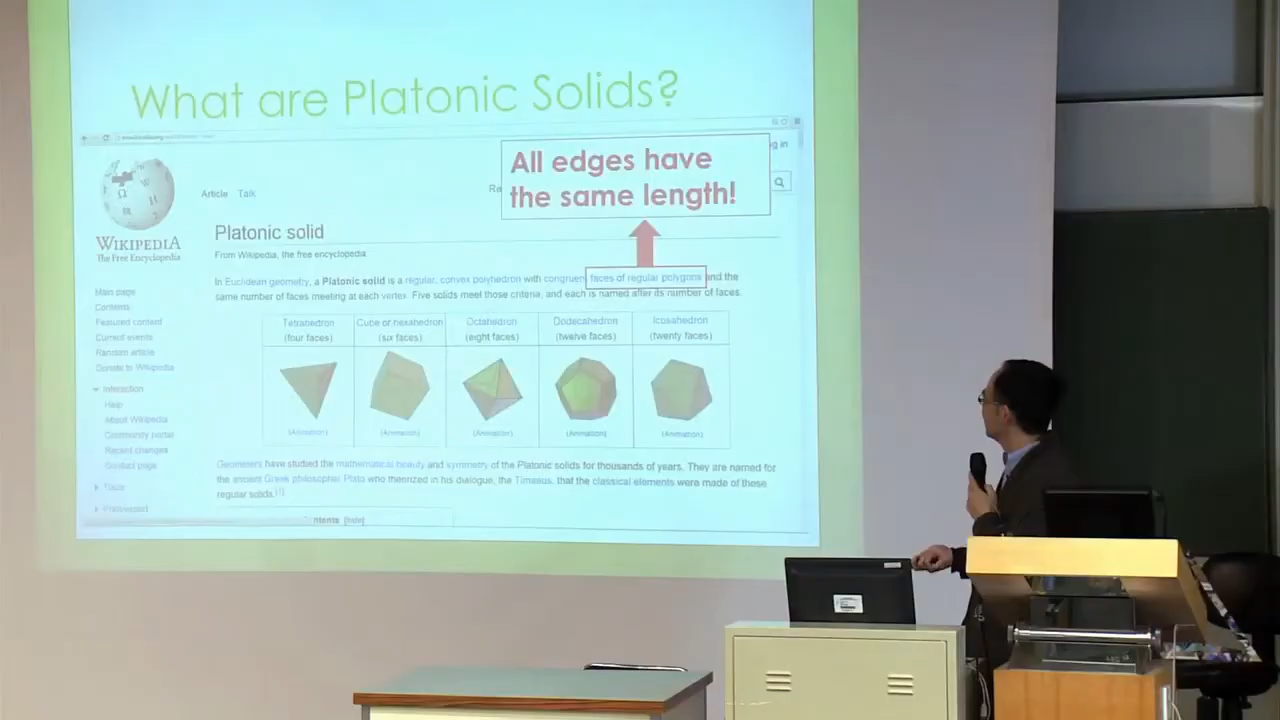 What are Platonic Solids?
All edges have
the same length!
Article Talk
WIKIPEDIA
The Free Encyclopedia
Platonic solid
From Wikipedia, the free encyclopedia
In Euclidean geometry, a Platonic solid is a regular, convex polyhedron with congruen faces of regular polygons and the
same number of faces meeting at each vertex. Five solids meet those criteria, and each is named after its number of faces.
Main page
Contents
Featured content
Current events
Random article
Donate to Wikipedia
Interaction
Help
About Wikipedia
Community portal
Recent changes
Contact page
Tetrahedron Cube or hexahedron Octahedron Dodecahedron Icosahedron
(four faces) (six faces) (eight faces) (twelve faces) (twenty faces)
(Animation) (Animation) (Animation) (Animation) (Animation)
Geometers have studied the mathematical beauty and symmetry of the Platonic solids for thousands of years. They are named for
the ancient Greek philosopher Plato who theorized in his dialogue, the Timaeus, that the classical elements were made of these
regular solids.[1]
ntents [hide]